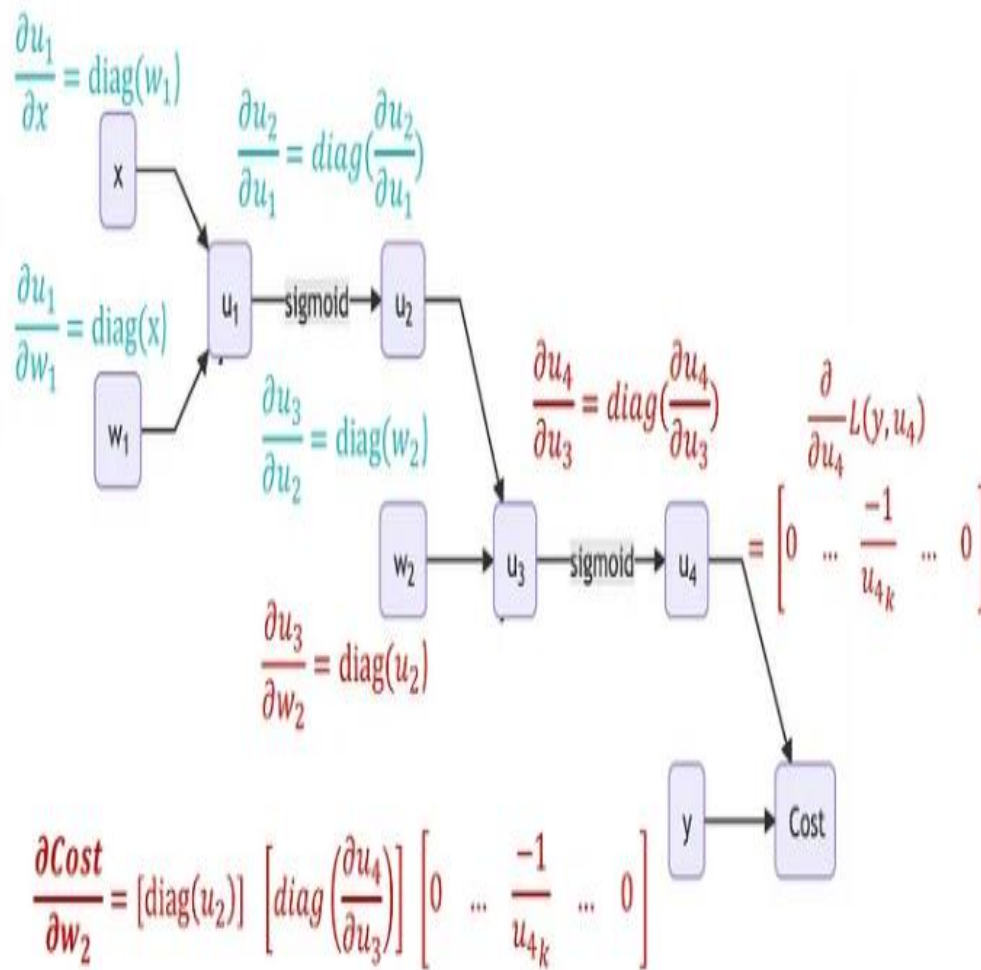 ∂u₁/∂x = diag(w₁)
∂u₂/∂u₁ = diag(∂u₂/∂u₁)
x
∂u₁/∂w₁ = diag(x)
u₁
sigmoid
u₂
w₁
∂u₃/∂u₂ = diag(w₂)
∂u₄/∂u₃ = diag(∂u₄/∂u₃)
∂/∂u₄ L(y, u₄)
= [0 ... -1/u₄ₖ ... 0]
w₂
u₃
sigmoid
u₄
∂u₃/∂w₂ = diag(u₂)
y
Cost
∂Cost/∂w₂ = [diag(u₂)] [diag(∂u₄/∂u₃)] [0 ... -1/u₄ₖ ... 0]